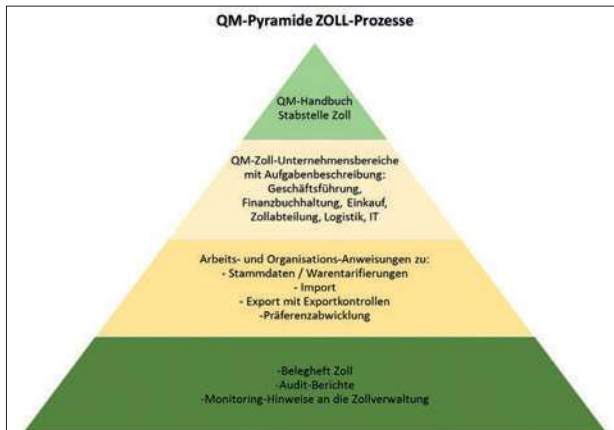 QM-Pyramide ZOLL-Prozesse
QM-Handbuch
Stabstelle Zoll
QM-Zoll-Unternehmensbereiche
mit Aufgabenbeschreibung:
Geschäftsführung,
Finanzbuchhaltung, Einkauf,
Zollabteilung, Logistik, IT
Arbeits- und Organisations-Anweisungen zu:
- Stammdaten / Warentarifierungen
- Import
- Export mit Exportkontrollen
-Präferenzabwicklung
-Belegheft Zoll
-Audit-Berichte
-Monitoring-Hinweise an die Zollverwaltung